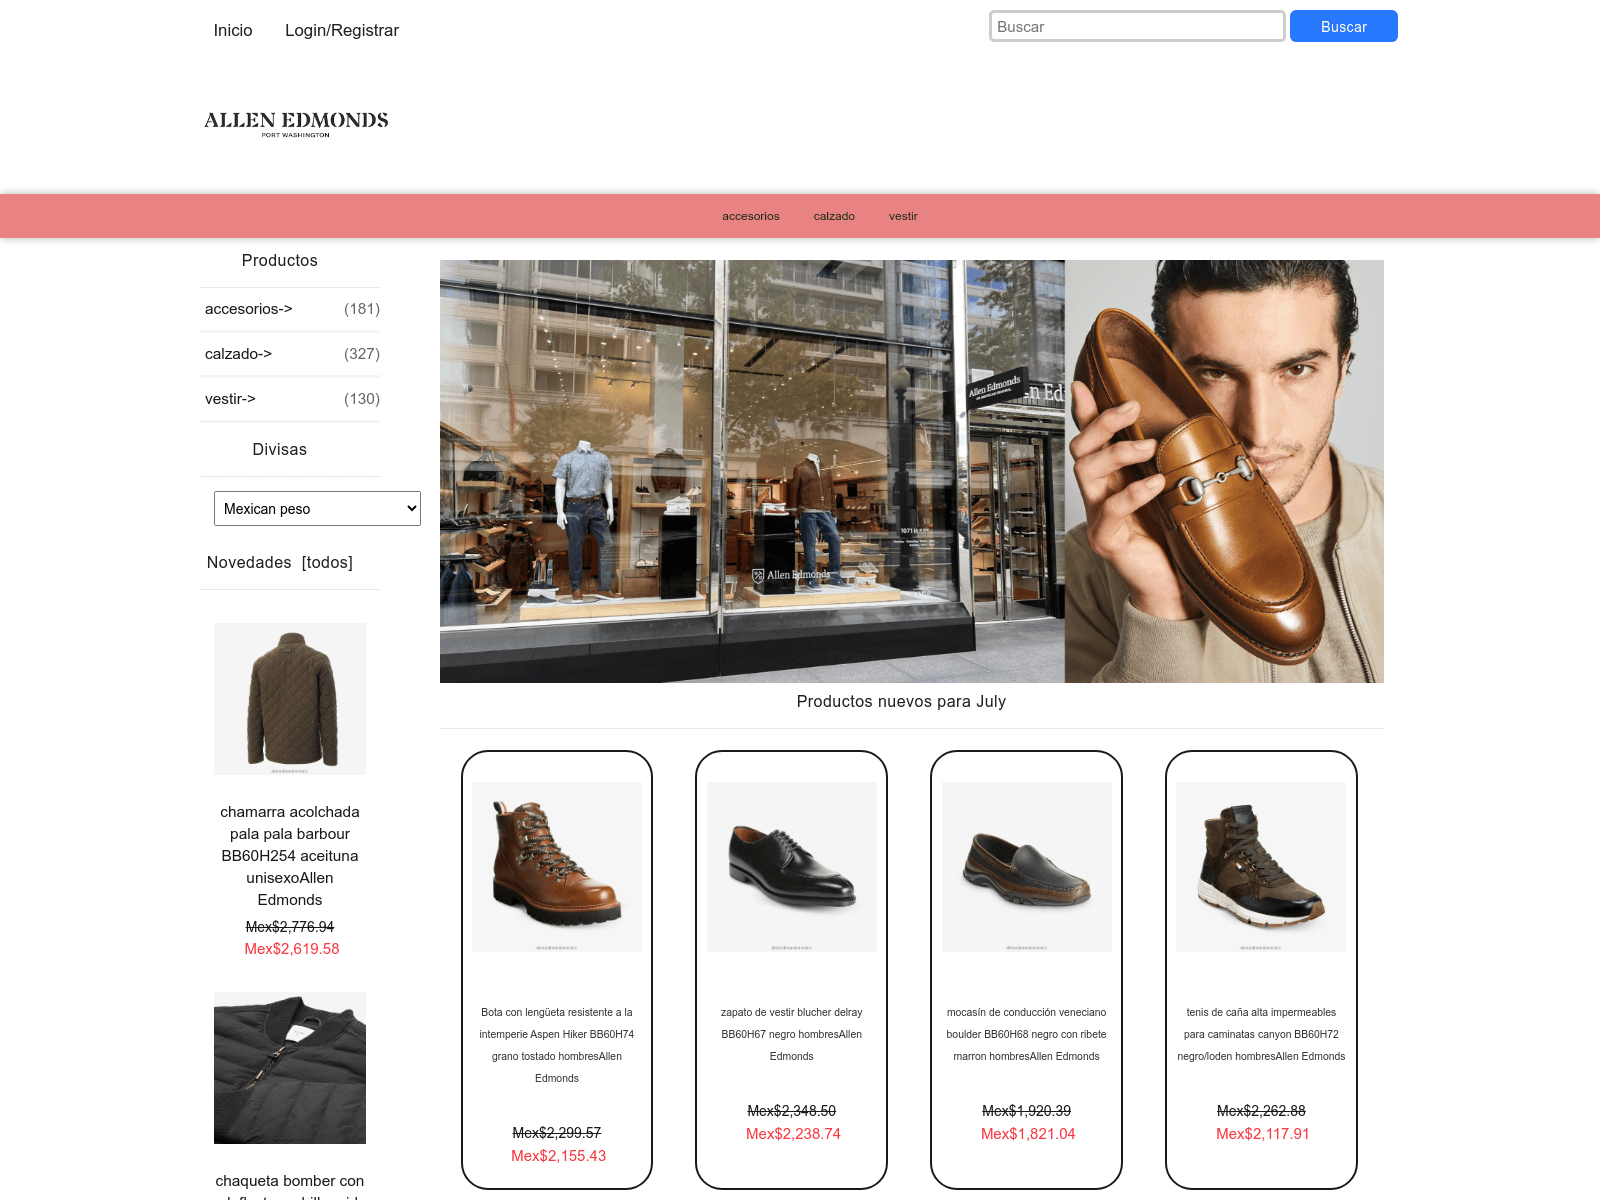 Inicio
Login/Registrar
Buscar
Buscar
ALLEN EDMONDS
PORT WASHINGTON
accesorios
calzado
vestir
Productos
accesorios->
(181)
calzado->
(327)
vestir->
(130)
Divisas
Mexican peso
Novedades [todos]
chamarra acolchada
pala pala barbour
BB60H254 aceituna
unisexoAllen
Edmonds
Mex$2,776.94
Mex$2,619.58
chaqueta bomber con
Allen Edmonds
Allen Edmonds
Productos nuevos para July
Bota con lengüeta resistente a la
intemperie Aspen Hiker BB60H74
grano tostado hombresAllen
Edmonds
Mex$2,299.57
Mex$2,155.43
zapato de vestir blucher delray
BB60H67 negro hombresAllen
Edmonds
Mex$2,348.50
Mex$2,238.74
mocasín de conducción veneciano
boulder BB60H68 negro con ribete
marron hombresAllen Edmonds
Mex$1,920.39
Mex$1,821.04
tenis de caña alta impermeables
para caminatas canyon BB60H72
negro/loden hombresAllen Edmonds
Mex$2,262.88
Mex$2,117.91